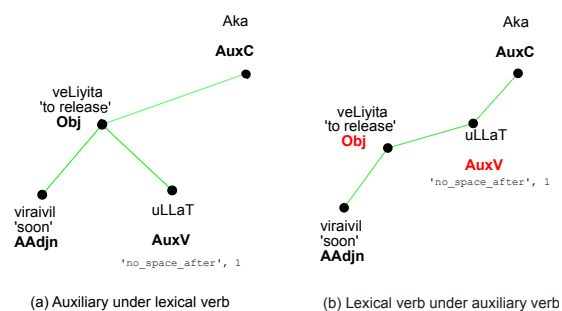 Aka
AuxC
veLiyita
'to release'
Obj
viraivil
'soon'
AAdjn
uLLaT
AuxV
'no_space_after', 1
(a) Auxiliary under lexical verb
Aka
AuxC
veLiyita
'to release'
Obj
uLLaT
AuxV
'no_space_after', 1
viraivil
'soon'
AAdjn
(b) Lexical verb under auxiliary verb